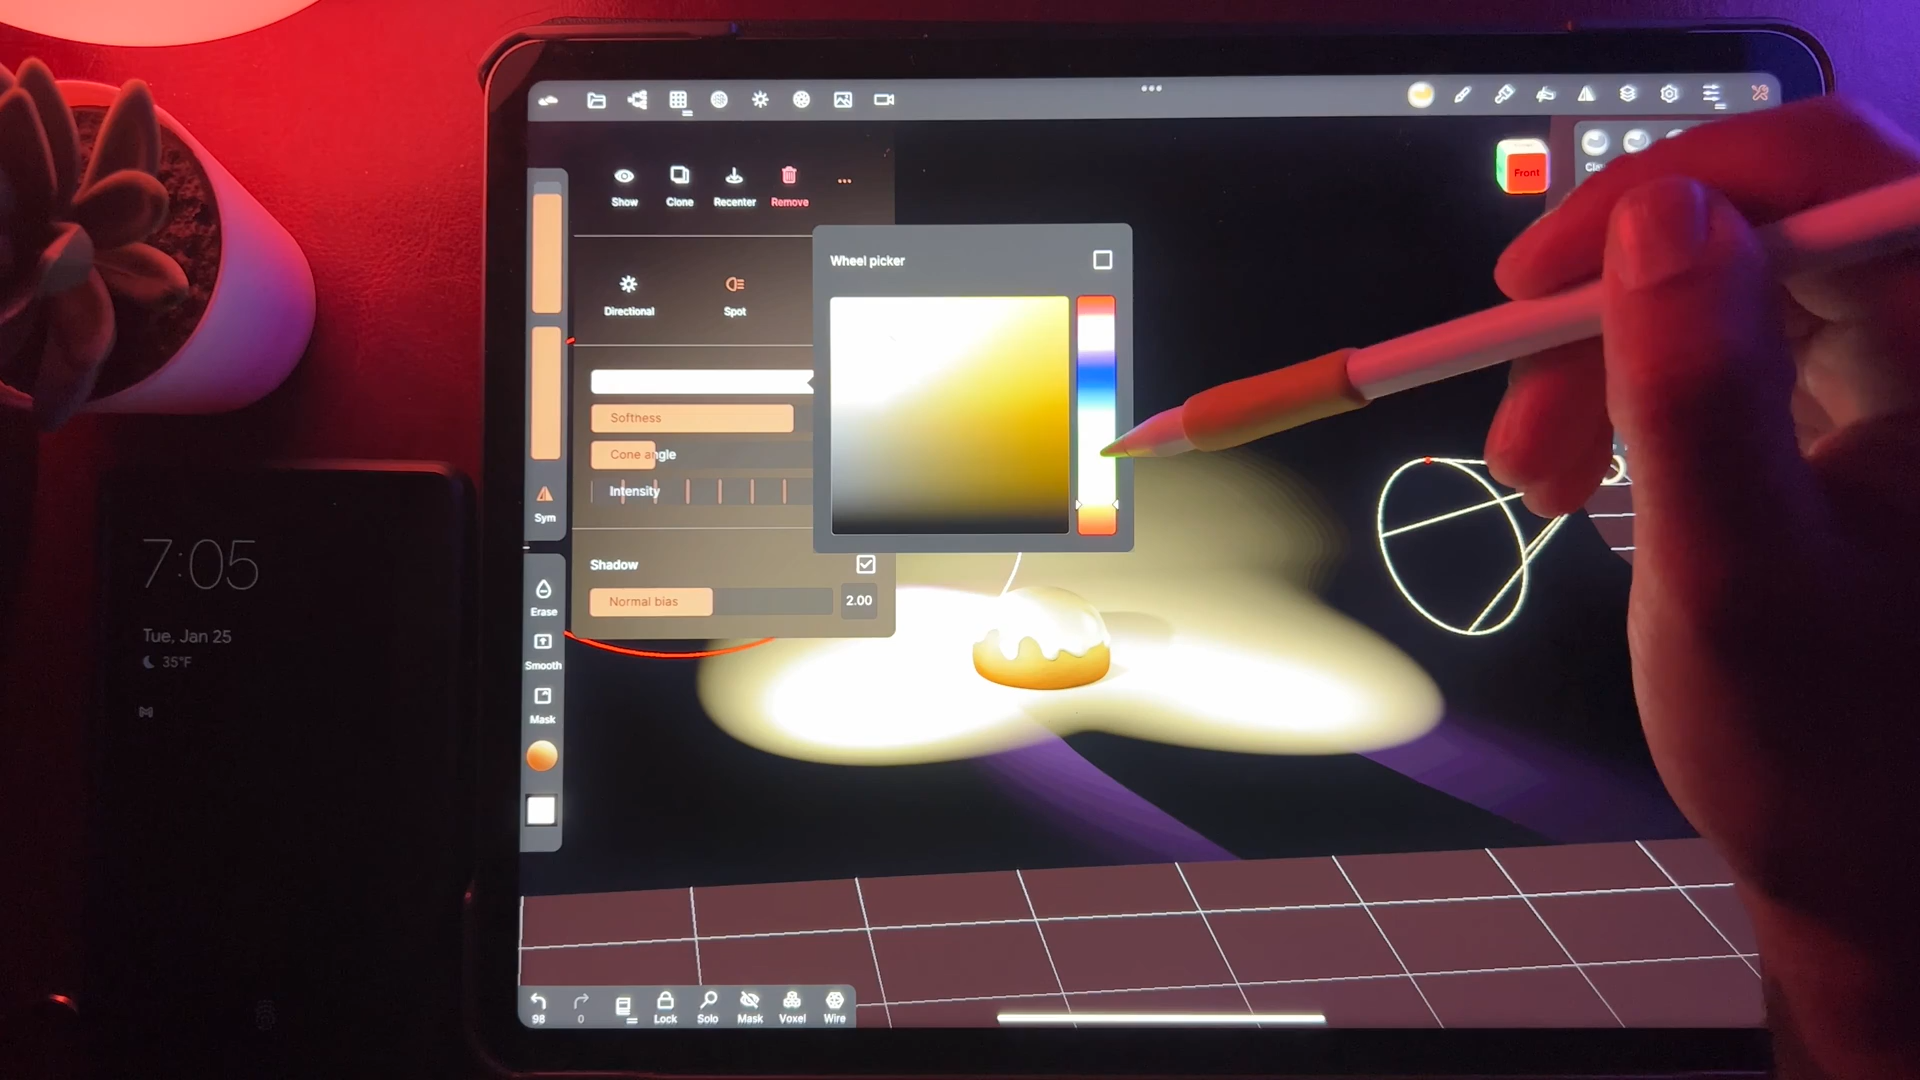 Show
Clone
Recenter
Remove
...
Front
Wheel picker
Directional
Spot
Softness
Cone angle
Intensity
Sym
Shadow
Normal bias
2.00
Erase
Smooth
Mask
7:05
Tue, Jan 25
35°F
98
0
Lock
Solo
Mask
Voxel
Wire